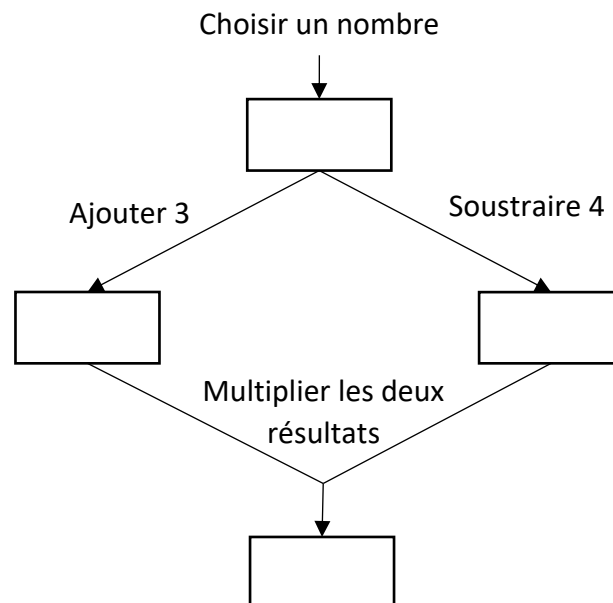 Choisir un nombre
Ajouter 3
Soustraire 4
Multiplier les deux
résultats